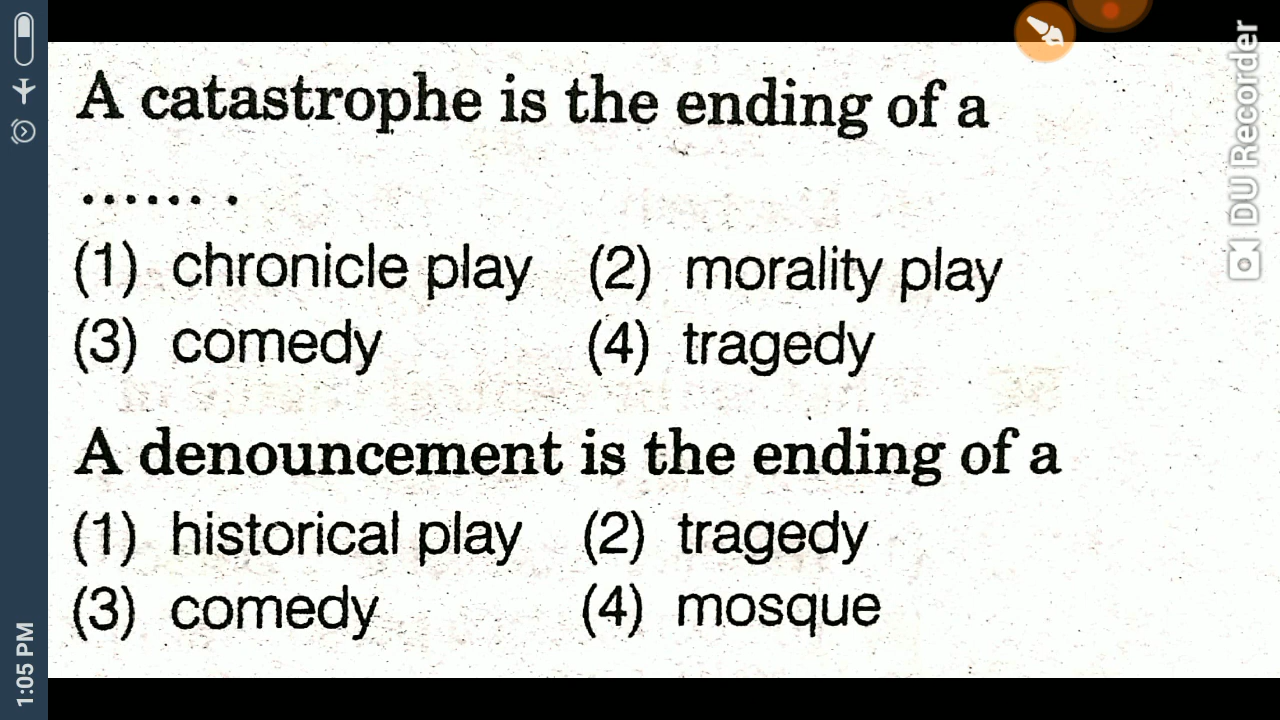 A catastrophe is the ending of a
....... .
(1) chronicle play (2) morality play
(3) comedy (4) tragedy
A denouncement is the ending of a
(1) historical play (2) tragedy
(3) comedy (4) mosque
DU Recorder
1:05 PM